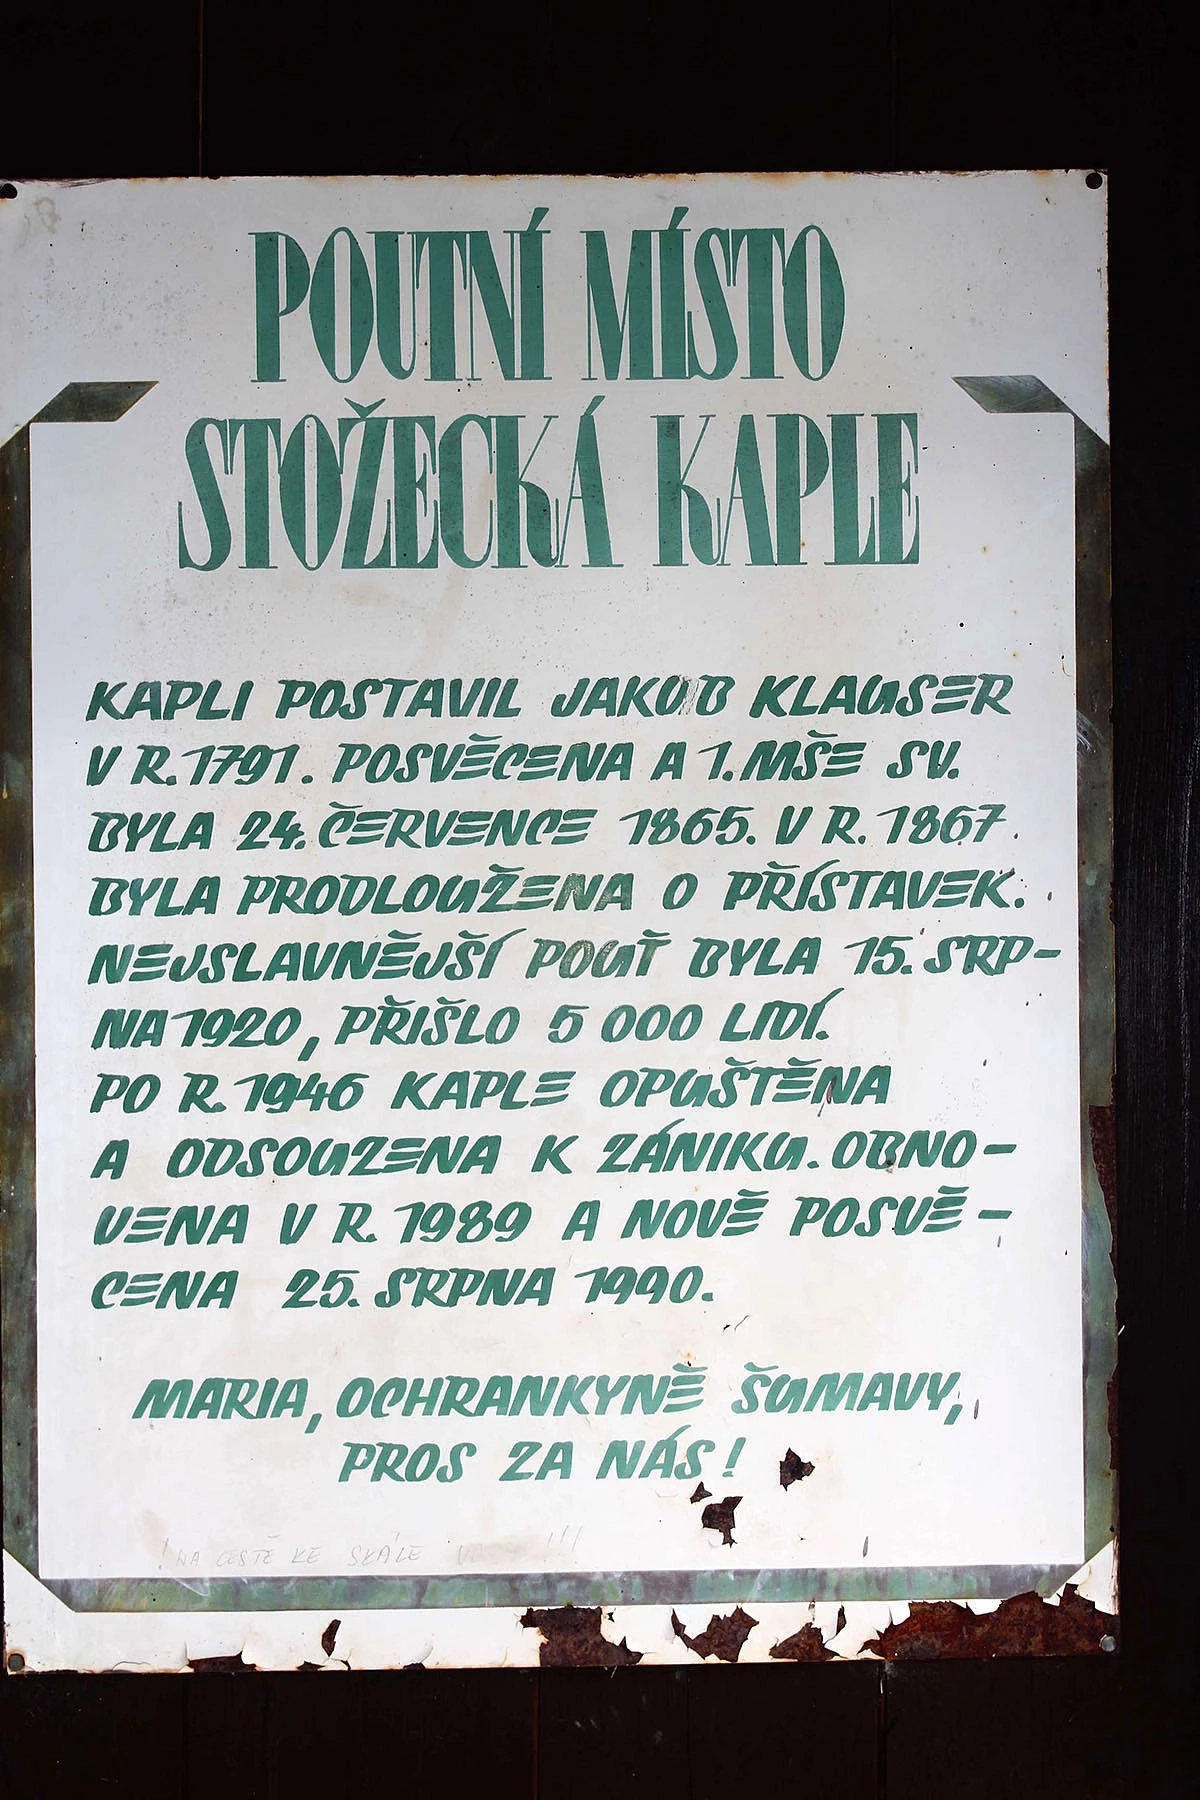 POUTNÍ MÍSTO
STOŽECKÁ KAPLE
KAPLI POSTAVIL JAKUB KLAUSER
V R. 1791. POSVĚCENA A 1. MŠE SV.
BYLA 24. ČERVENCE 1865. V R. 1867
BYLA PRODLOUŽENA O PŘÍSTAVEK.
NEJSLAVNĚJŠÍ POUŤ BYLA 15. SRP-
NA 1920, PŘIŠLO 5 000 LIDÍ.
PO R. 1946 KAPLE OPUŠTĚNA
A ODSOUZENA K ZÁNIKU. OBNO-
VENA V R. 1989 A NOVĚ POSVĚ-
CENA 25. SRPNA 1990.
MARIA, OCHRANKYNĚ ŠUMAVY,
PROS ZA NÁS!
! NA CESTĚ KE SKÁLE !!!